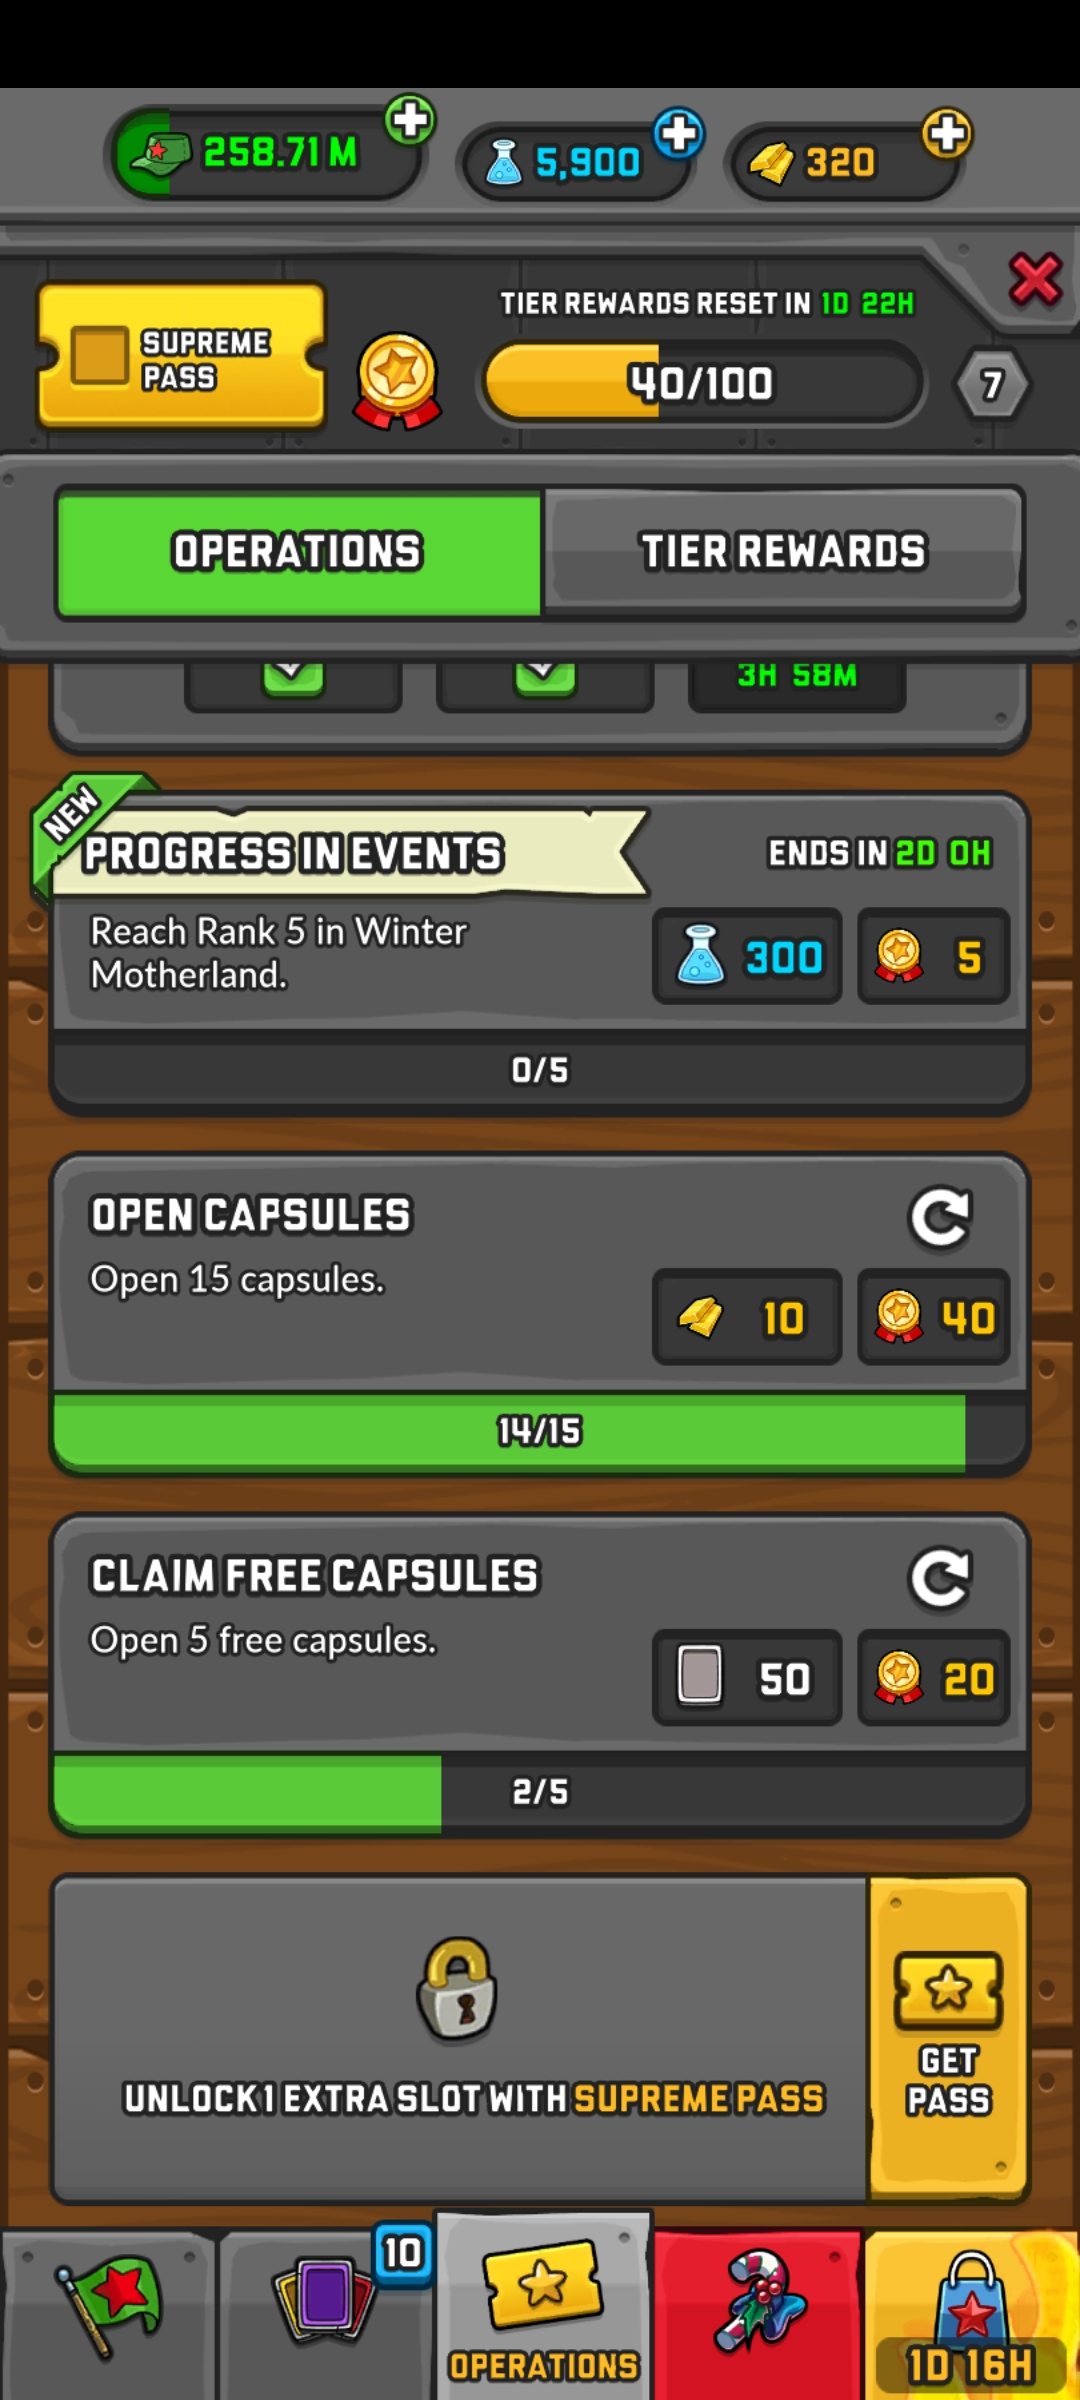 258.71 M
5,900
320
TIER REWARDS RESET IN 1D 22H
SUPREME
PASS
40/100
7
OPERATIONS
TIER REWARDS
3H 58M
NEW
PROGRESS IN EVENTS
ENDS IN 2D 0H
Reach Rank 5 in Winter
Motherland.
300
5
0/5
OPEN CAPSULES
Open 15 capsules.
10
40
14/15
CLAIM FREE CAPSULES
Open 5 free capsules.
50
20
2/5
UNLOCK 1 EXTRA SLOT WITH SUPREME PASS
GET
PASS
10
OPERATIONS
1D 16H